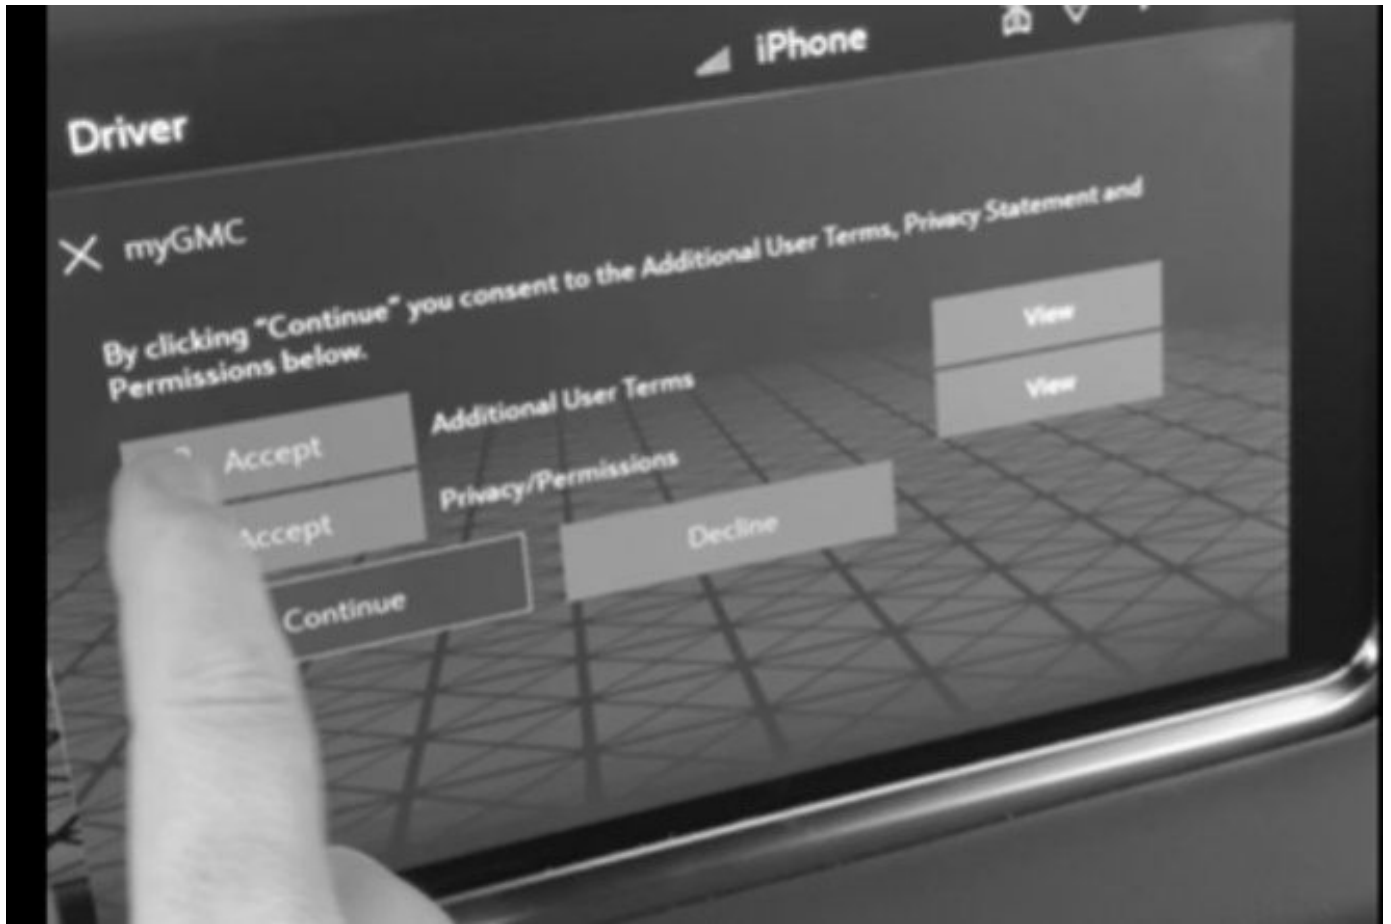 iPhone
Driver
myGMC
By clicking "Continue" you consent to the Additional User Terms, Privacy Statement and
Permissions below.
Accept
Additional User Terms
View
Accept
Privacy/Permissions
View
Continue
Decline